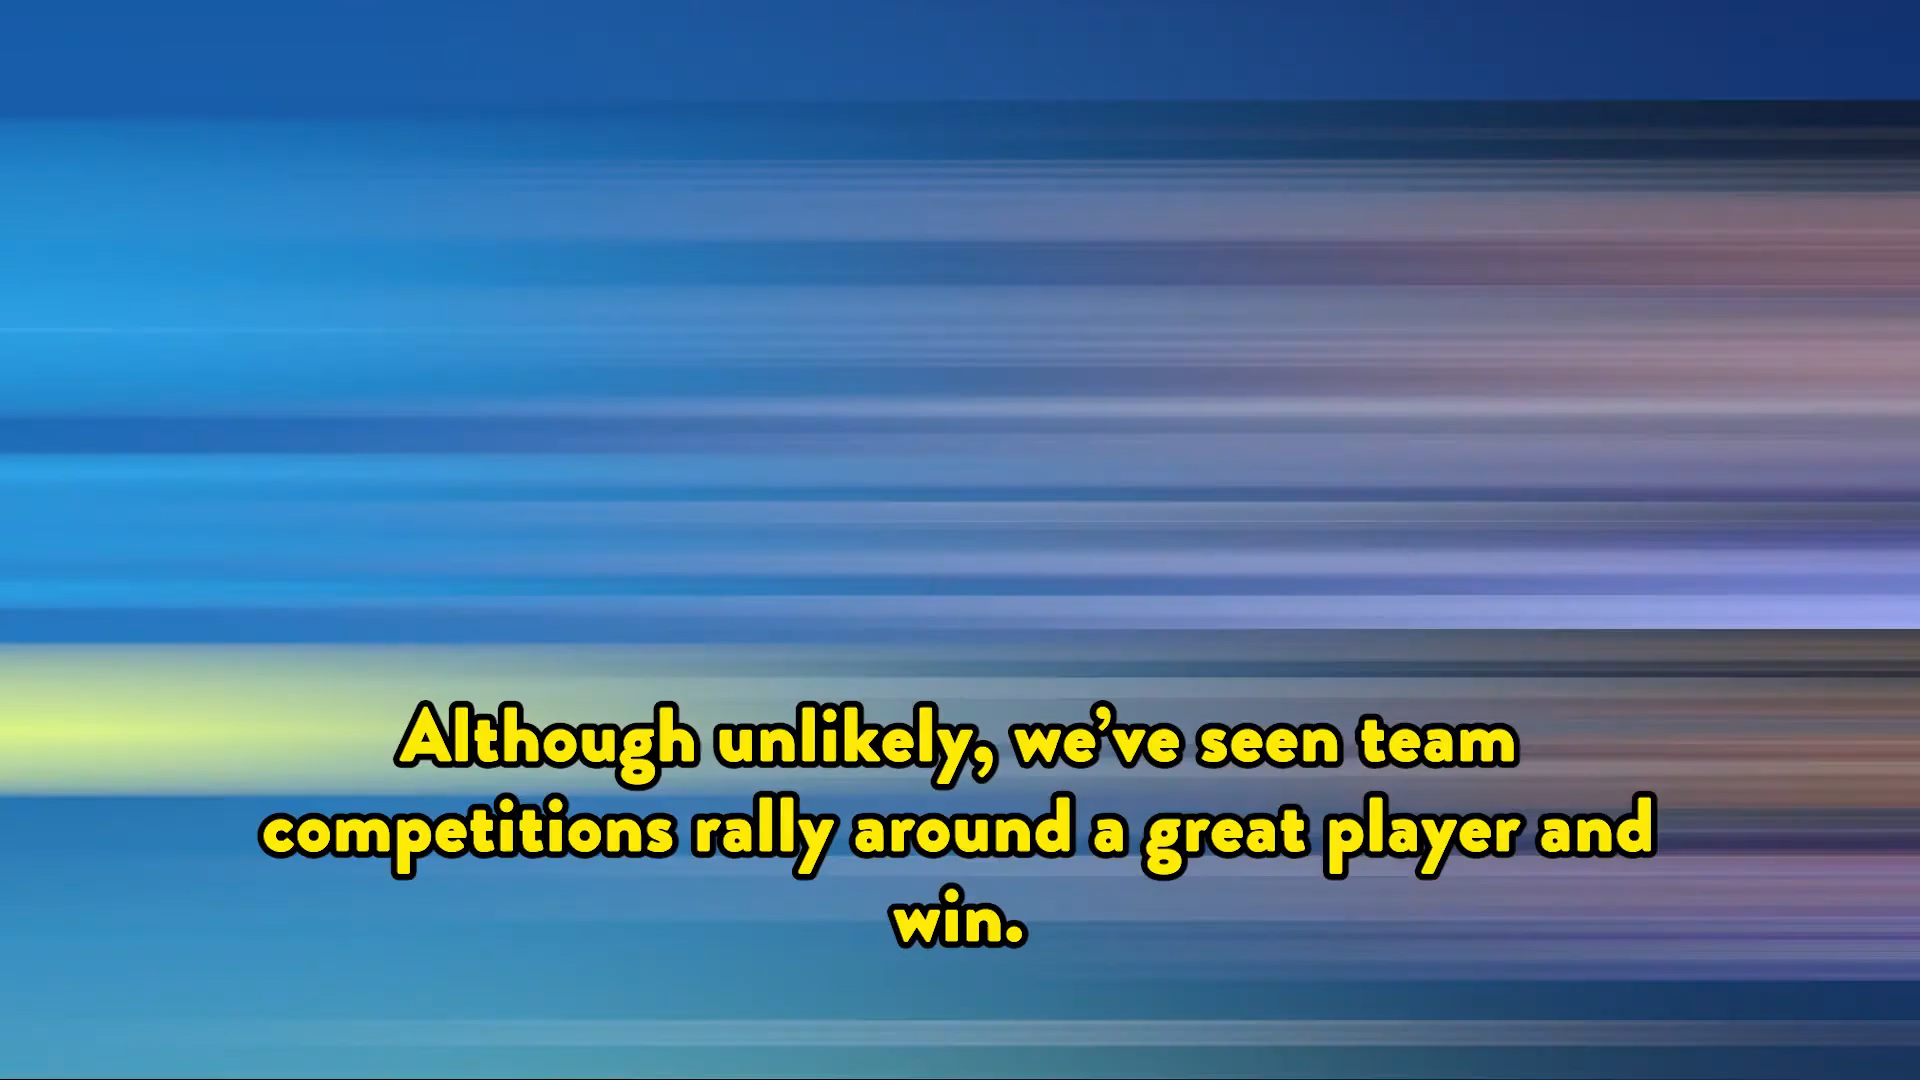 Although unlikely, we’ve seen team
competitions rally around a great player and
win.